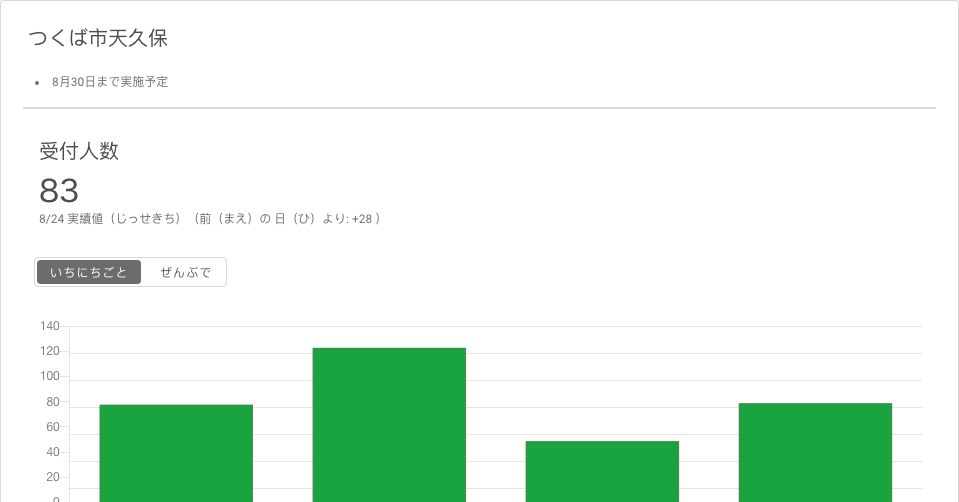 つくば市天久保
• 8月30日まで実施予定
受付人数
83
8/24 実績値（じっせきち）（前（まえ）の 日（ひ）より: +28 ）
いちにちごと ぜんぶで
140
120
100
80
60
40
20
0